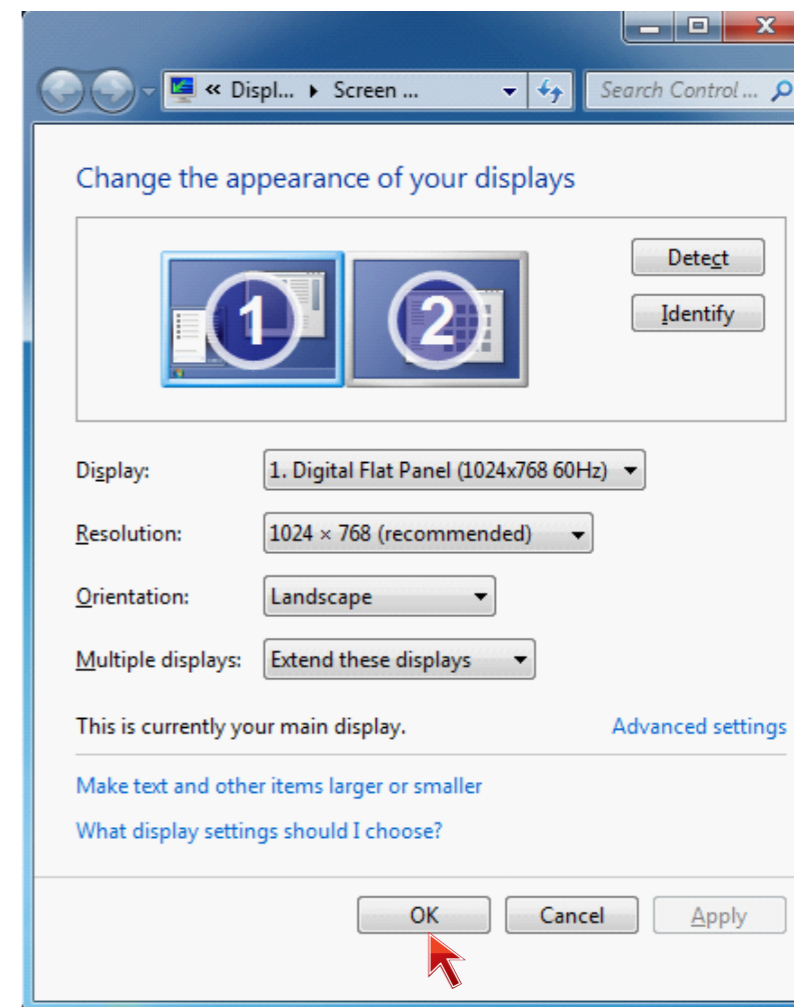 « Displ... ▸ Screen ...
Search Control ...
Change the appearance of your displays
1
2
Detect
Identify
Display:
1. Digital Flat Panel (1024x768 60Hz)
Resolution:
1024 × 768 (recommended)
Orientation:
Landscape
Multiple displays:
Extend these displays
This is currently your main display.
Advanced settings
Make text and other items larger or smaller
What display settings should I choose?
OK
Cancel
Apply